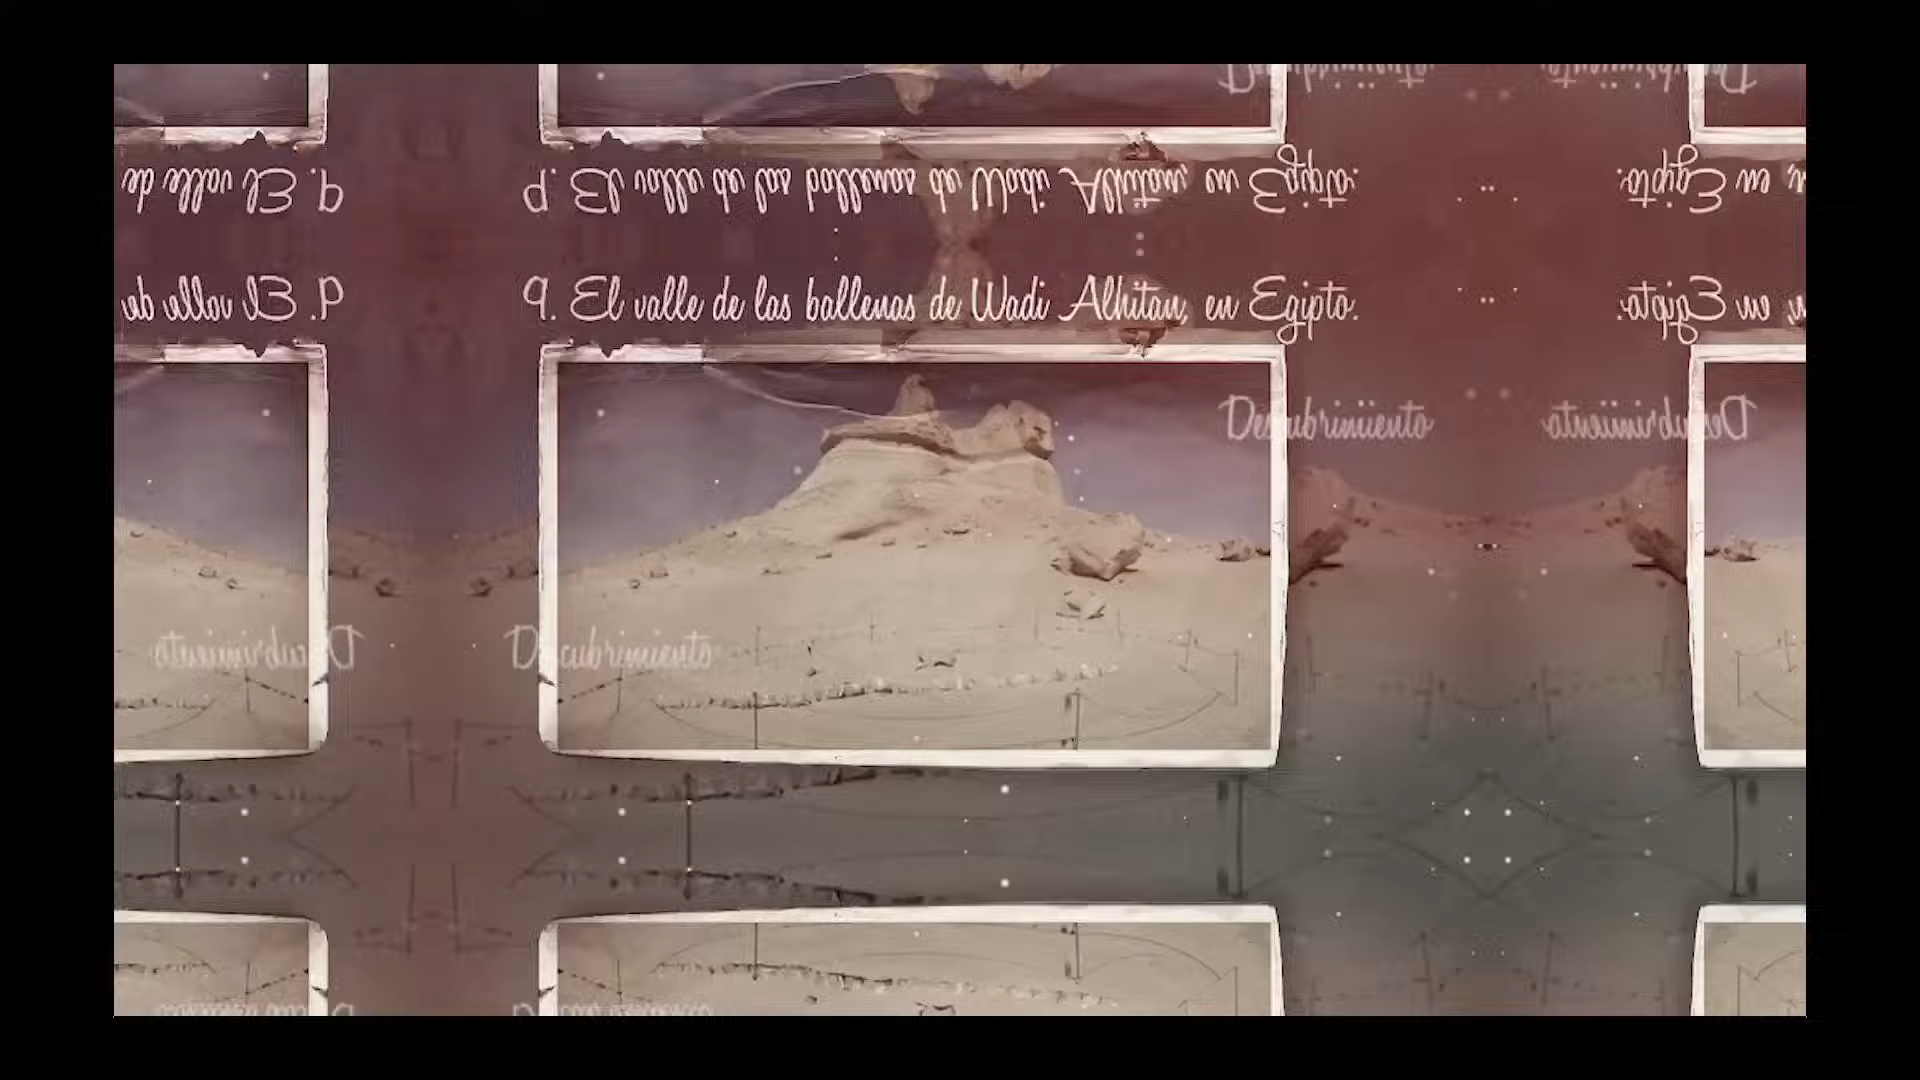 9. El valle de las ballenas de Wadi Alhitan, en Egipto.
Descubrimiento
Descubrimiento